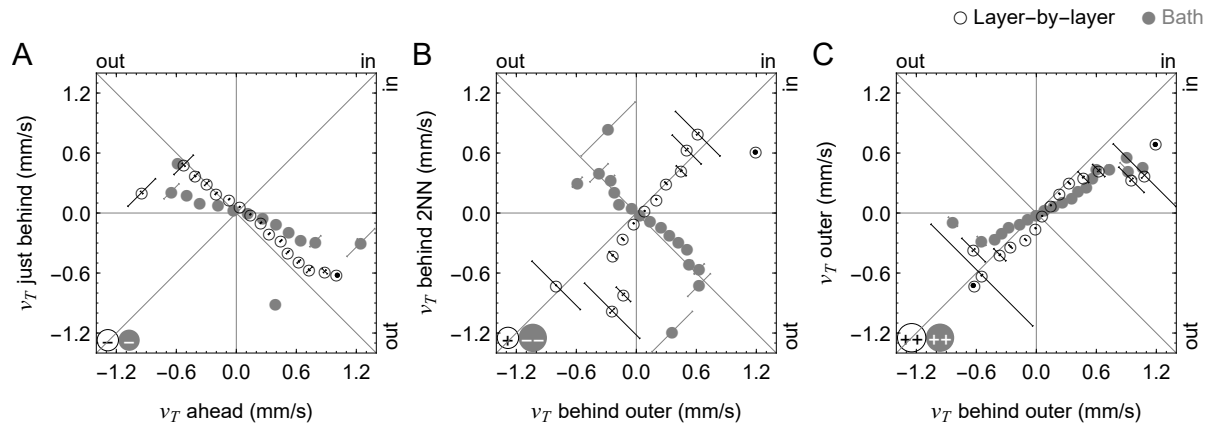 Layer−by−layer Bath
A B C
out in out in out in
in in in
1.2 1.2 1.2
0.6 0.6 0.6
0.0 0.0 0.0
−0.6 −0.6 −0.6
−1.2 −1.2 −1.2
v_T just behind (mm/s)
v_T behind 2NN (mm/s)
v_T outer (mm/s)
out out out
− − + −− ++ ++
−1.2 −0.6 0.0 0.6 1.2 −1.2 −0.6 0.0 0.6 1.2 −1.2 −0.6 0.0 0.6 1.2
v_T ahead (mm/s) v_T behind outer (mm/s) v_T behind outer (mm/s)